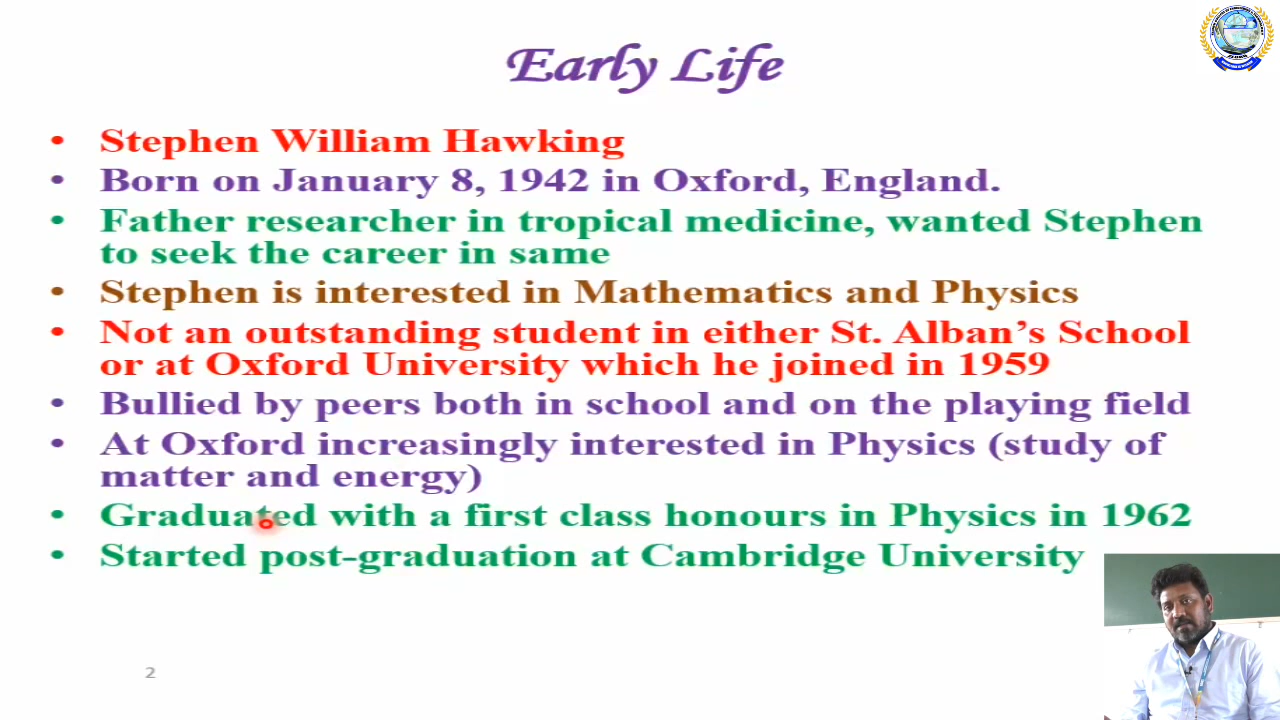 Early Life
• Stephen William Hawking
• Born on January 8, 1942 in Oxford, England.
• Father researcher in tropical medicine, wanted Stephen
to seek the career in same
• Stephen is interested in Mathematics and Physics
• Not an outstanding student in either St. Alban’s School
or at Oxford University which he joined in 1959
• Bullied by peers both in school and on the playing field
• At Oxford increasingly interested in Physics (study of
matter and energy)
• Graduated with a first class honours in Physics in 1962
• Started post-graduation at Cambridge University
2